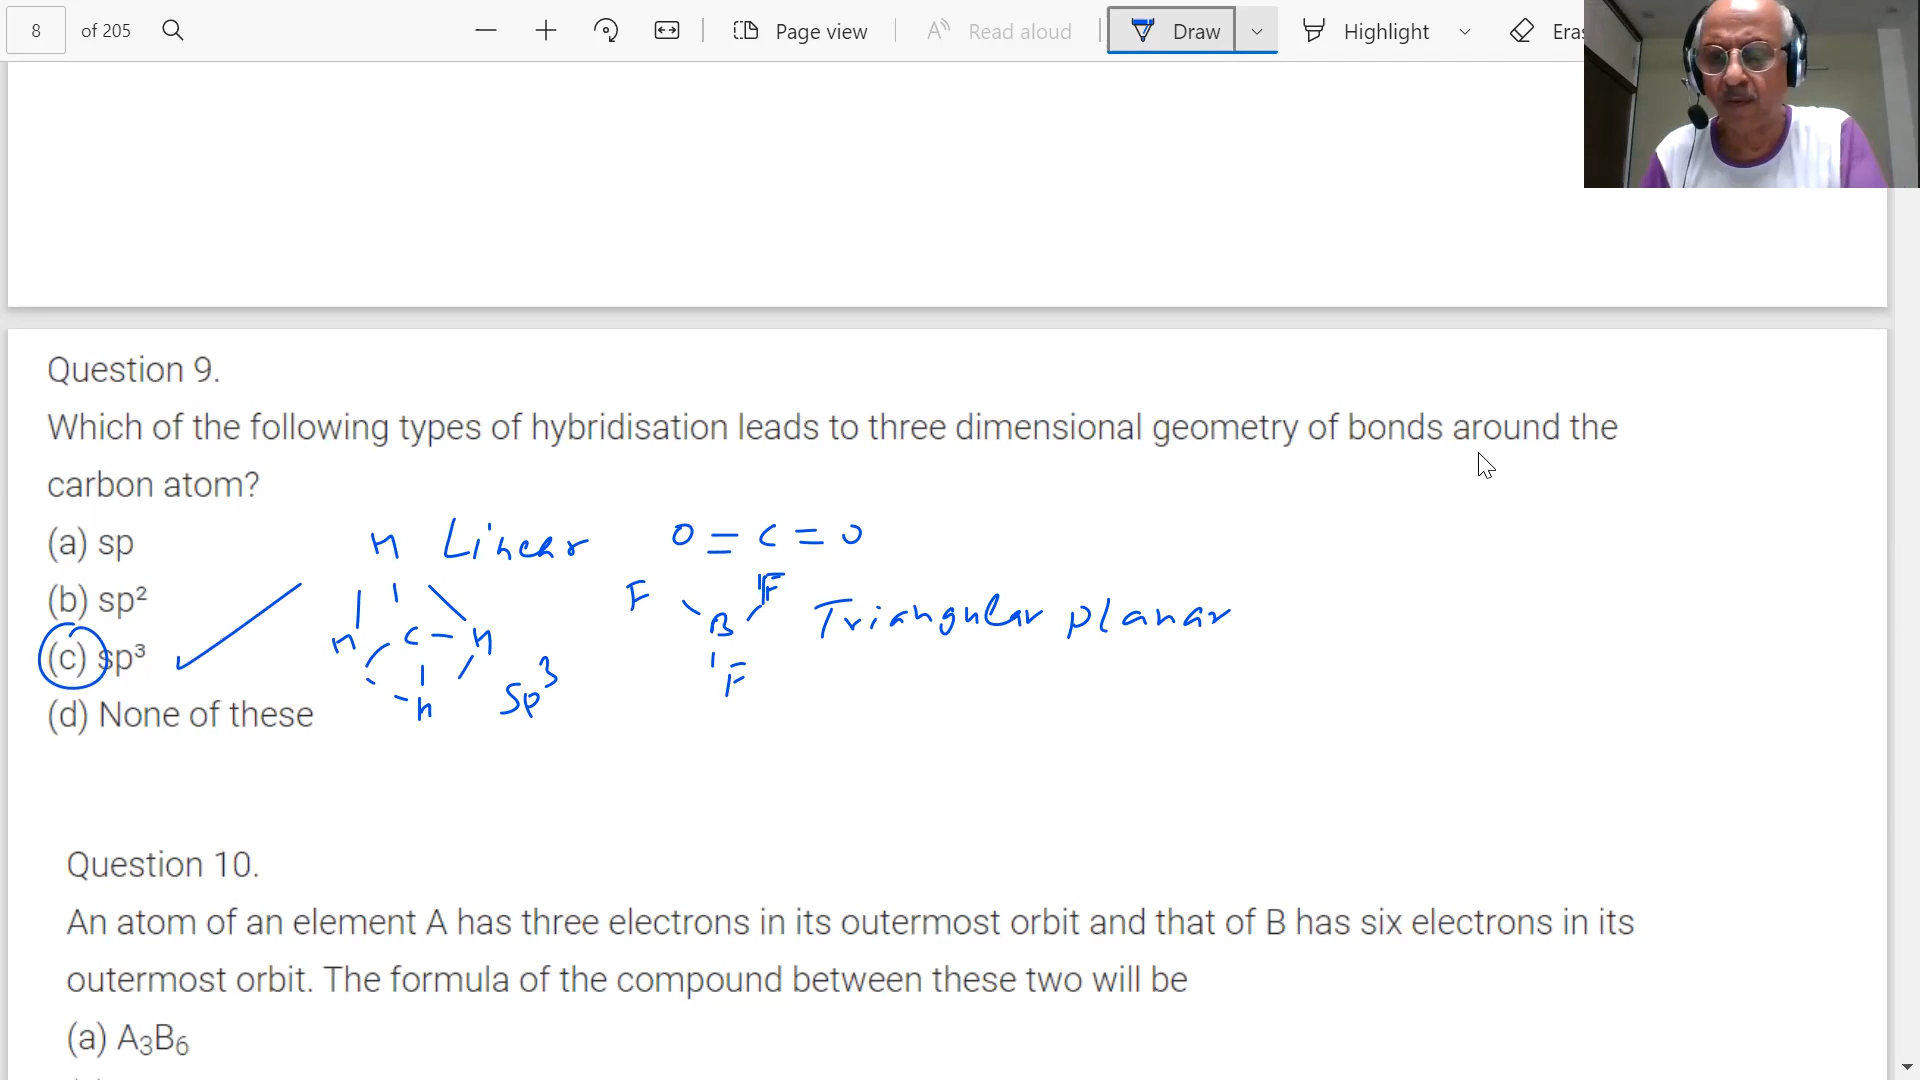 8 of 205 Page view Read aloud Draw Highlight Eras
Question 9.
Which of the following types of hybridisation leads to three dimensional geometry of bonds around the
carbon atom?
(a) sp
H Linear O = C = O
(b) sp²
F F
B Triangular planar
H C – H
(c) sp³
F
H sp³
(d) None of these
Question 10.
An atom of an element A has three electrons in its outermost orbit and that of B has six electrons in its
outermost orbit. The formula of the compound between these two will be
(a) A₃B₆